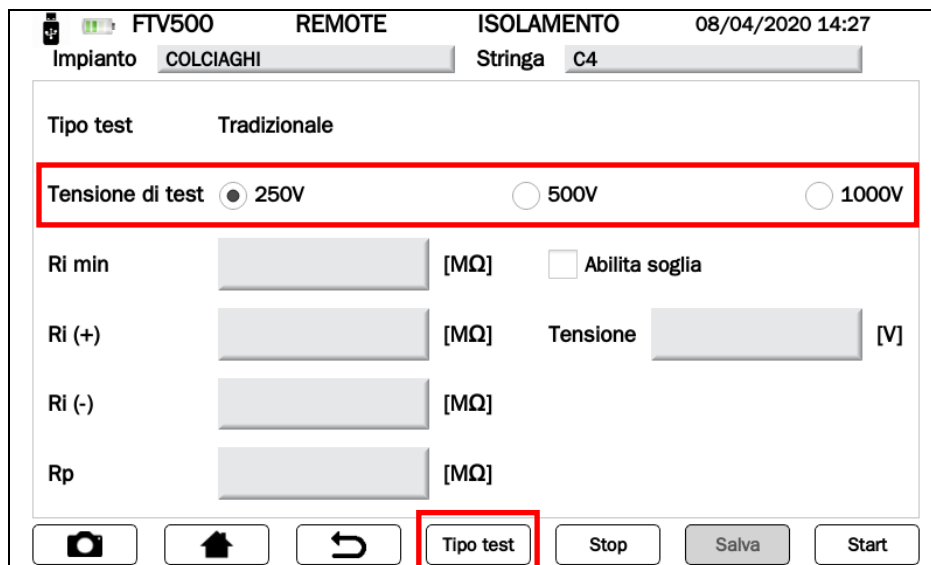 FTV500 REMOTE ISOLAMENTO 08/04/2020 14:27
Impianto COLCIAGHI Stringa C4
Tipo test Tradizionale
Tensione di test 250V 500V 1000V
Ri min [MΩ] Abilita soglia
Ri (+) [MΩ] Tensione [V]
Ri (-) [MΩ]
Rp [MΩ]
Tipo test Stop Salva Start